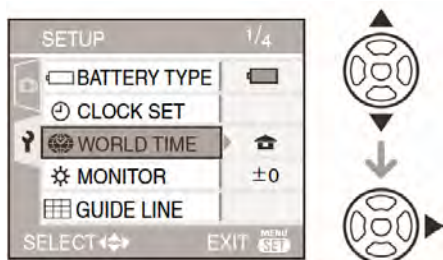 SETUP 1/4
BATTERY TYPE
CLOCK SET
WORLD TIME
MONITOR ±0
GUIDE LINE
SELECT EXIT MENU SET